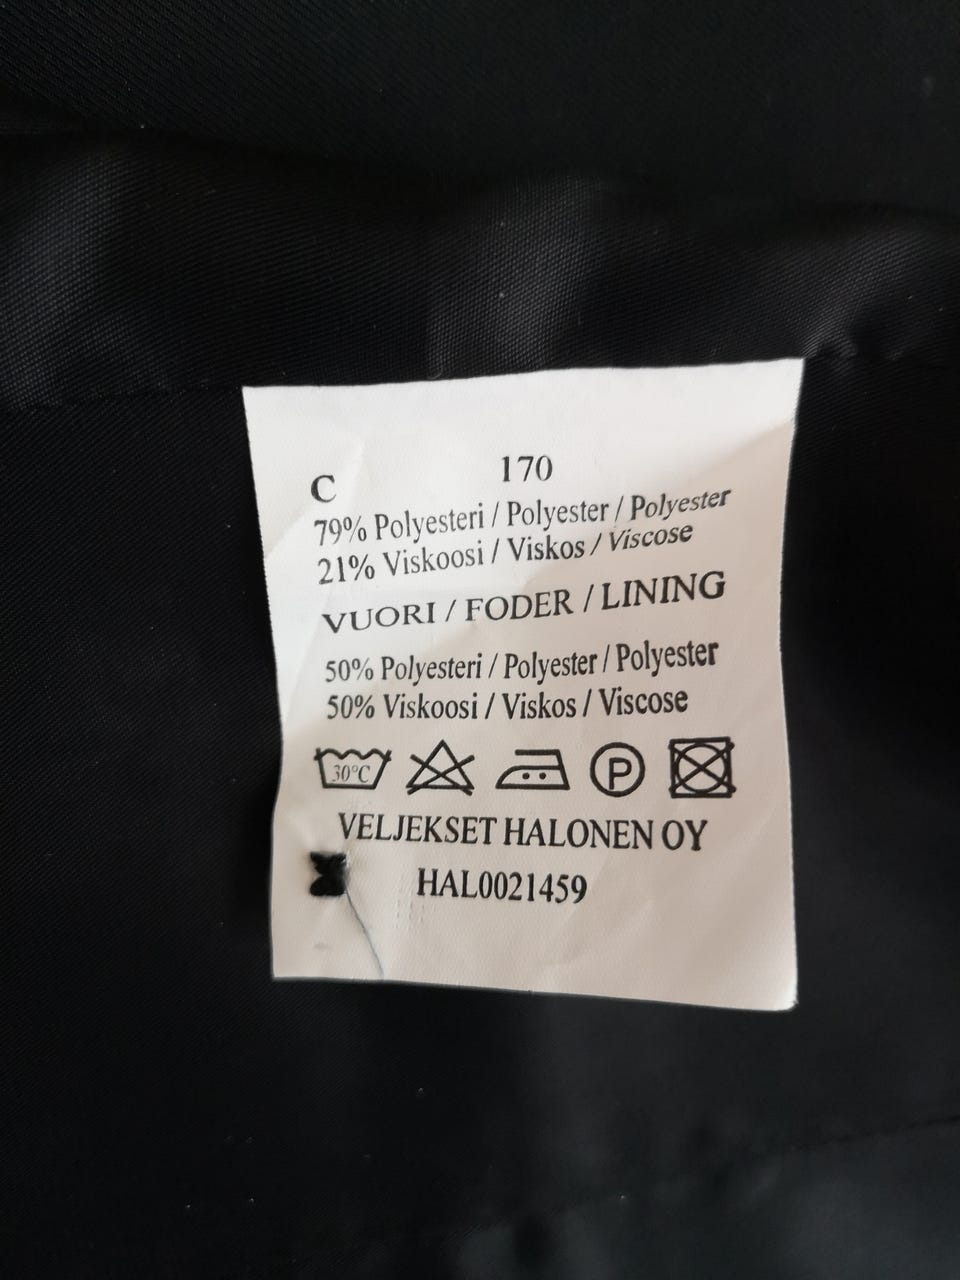 C 170
79% Polyesteri / Polyester / Polyester
21% Viskoosi / Viskos / Viscose
VUORI / FODER / LINING
50% Polyesteri / Polyester / Polyester
50% Viskoosi / Viskos / Viscose
30°C P
VELJEKSET HALONEN OY
HAL0021459